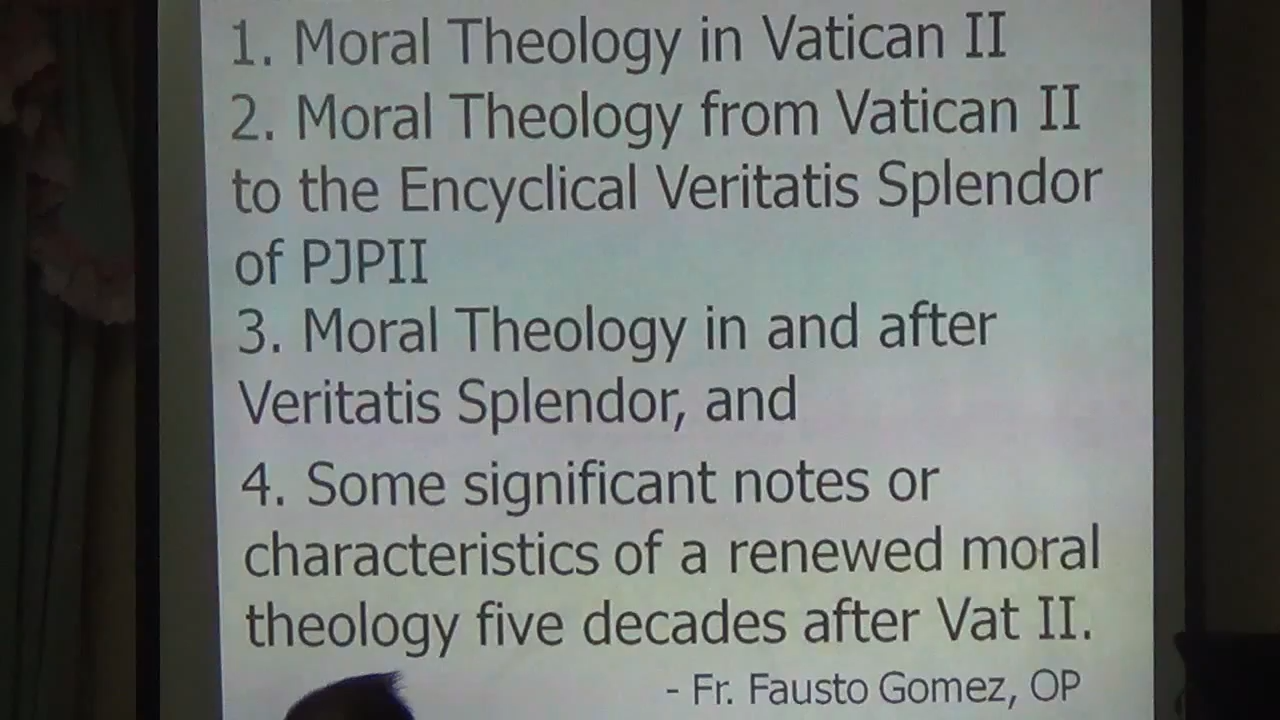 1. Moral Theology in Vatican II
2. Moral Theology from Vatican II
to the Encyclical Veritatis Splendor
of PJPII
3. Moral Theology in and after
Veritatis Splendor, and
4. Some significant notes or
characteristics of a renewed moral
theology five decades after Vat II.
- Fr. Fausto Gomez, OP